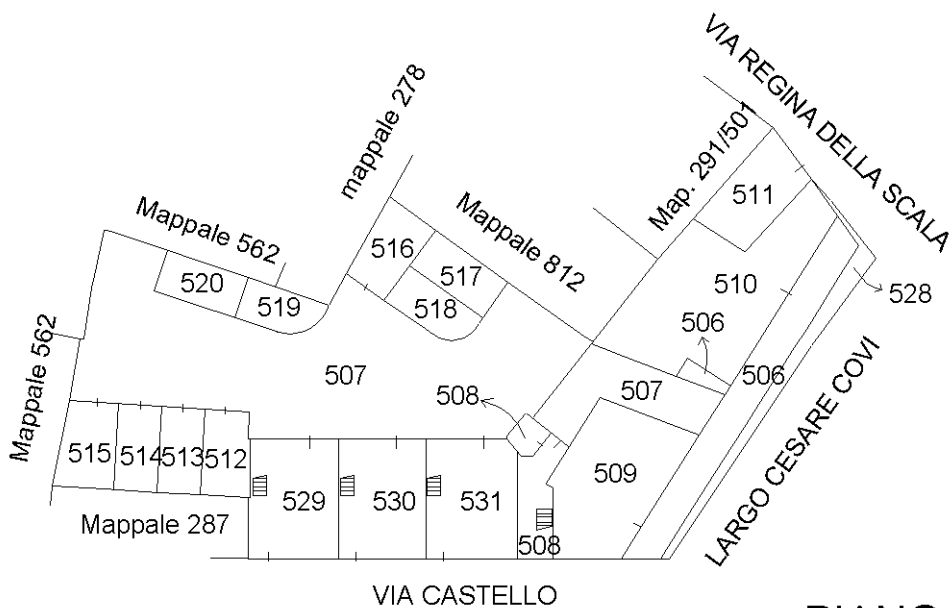 VIA REGINA DELLA SCALA
mappale 278
Map. 291/501
511
Mappale 562
Mappale 812
516
517
520
519
518
510
528
506
Mappale 562
507
508
507
506
515
514
513
512
509
529
530
531
Mappale 287
508
LARGO CESARE COVI
VIA CASTELLO